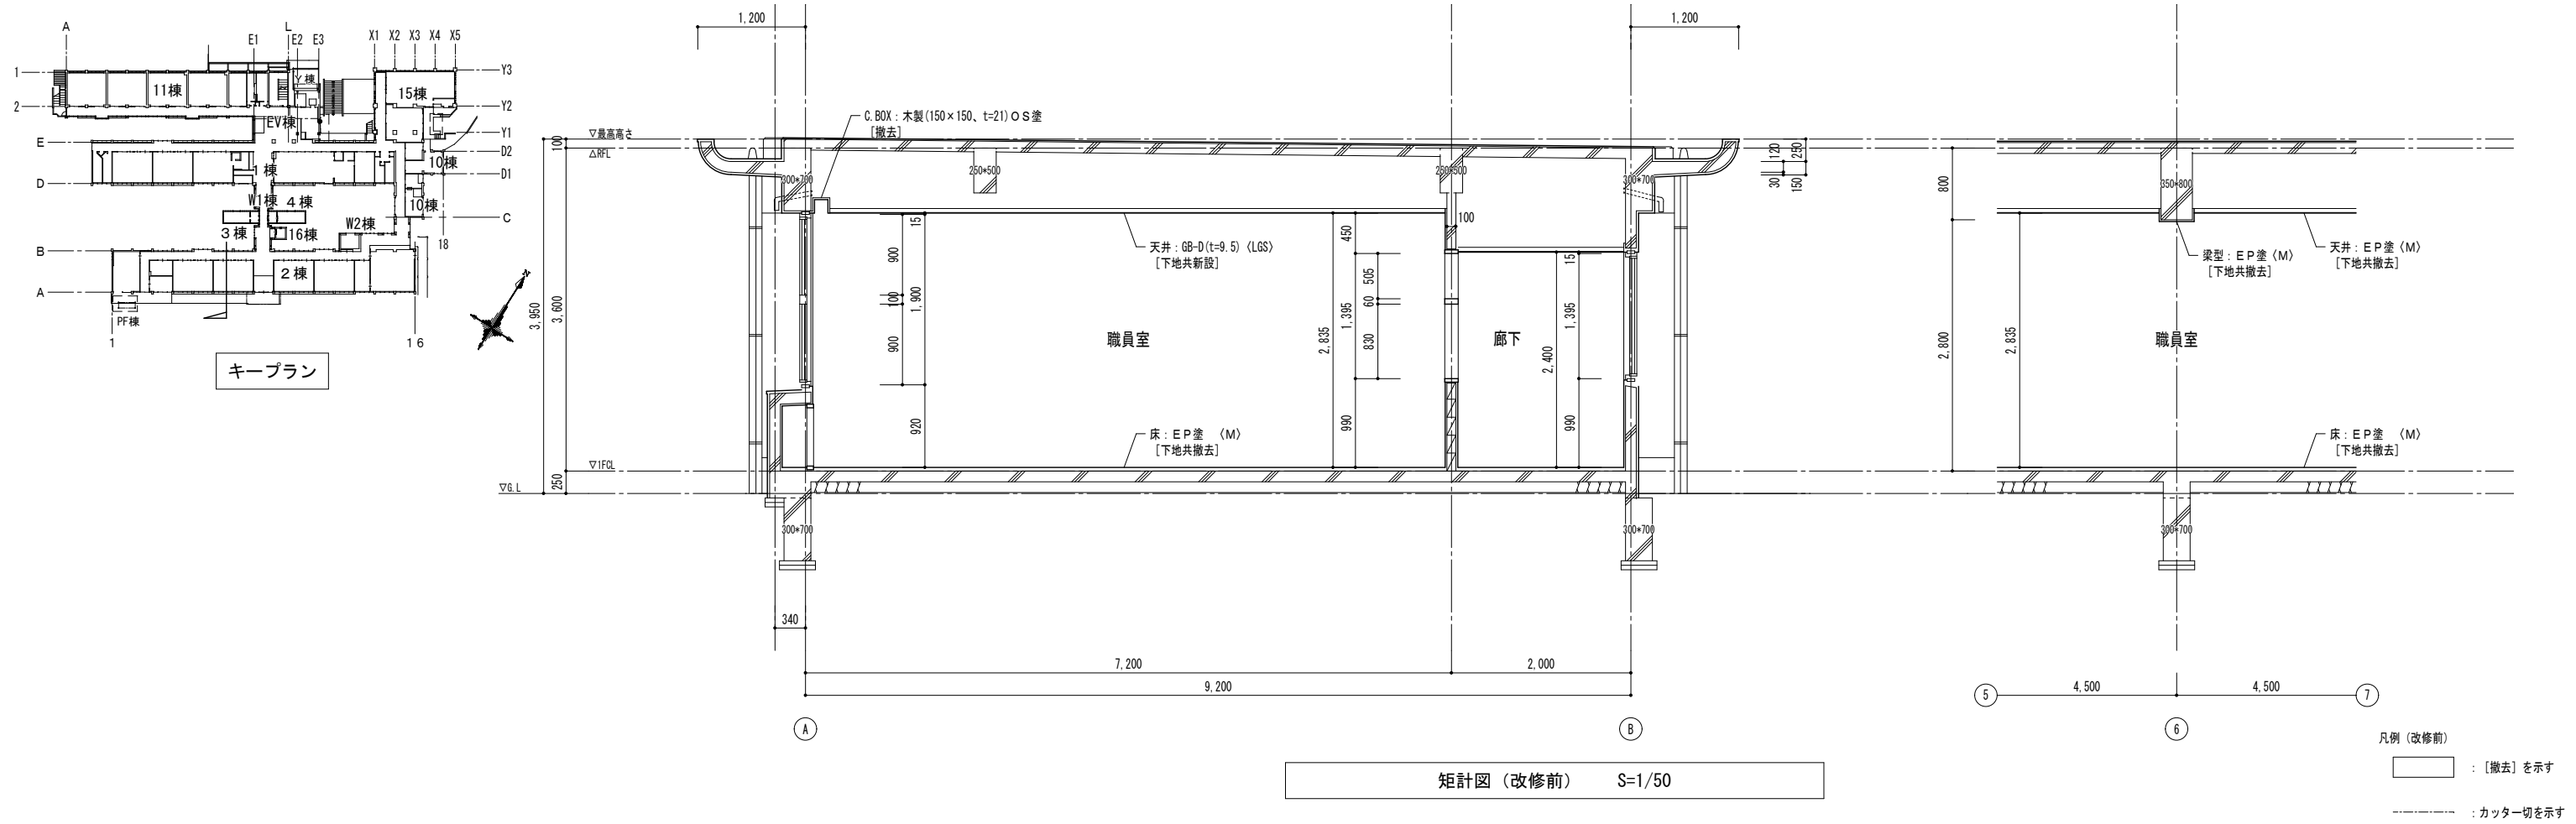 A
L
E1
E2
E3
X1
X2
X3
X4
X5
1
2
E
D
B
A
Y3
Y2
Y1
D2
D1
C
18
11棟
Y棟
15棟
EV棟
10棟
1棟
W1棟
4棟
10棟
3棟
16棟
W2棟
2棟
PF棟
1
16
N
キープラン
1,200
1,200
C.BOX：木製(150×150、t=21)ＯＳ塗
[撤去]
▽最高高さ
△RFL
▽1FCL
▽G.L
100
3,600
3,950
250
300*700
250*500
250*500
300*700
120
250
30
150
15
900
100
1,900
900
920
天井：GB-D(t=9.5)〈LGS〉
[下地共新設]
職員室
床：ＥＰ塗　〈M〉
[下地共撤去]
100
450
505
60
1,395
830
2,835
990
廊下
15
1,395
2,400
990
300*700
300*700
340
7,200
2,000
9,200
A
B
800
2,800
2,835
350*800
梁型：ＥＰ塗〈M〉
[下地共撤去]
天井：ＥＰ塗〈M〉
[下地共撤去]
職員室
床：ＥＰ塗　〈M〉
[下地共撤去]
300*700
5
4,500
4,500
7
6
矩計図（改修前）　　S=1/50
凡例（改修前）
：［撤去］を示す
：カッター切を示す